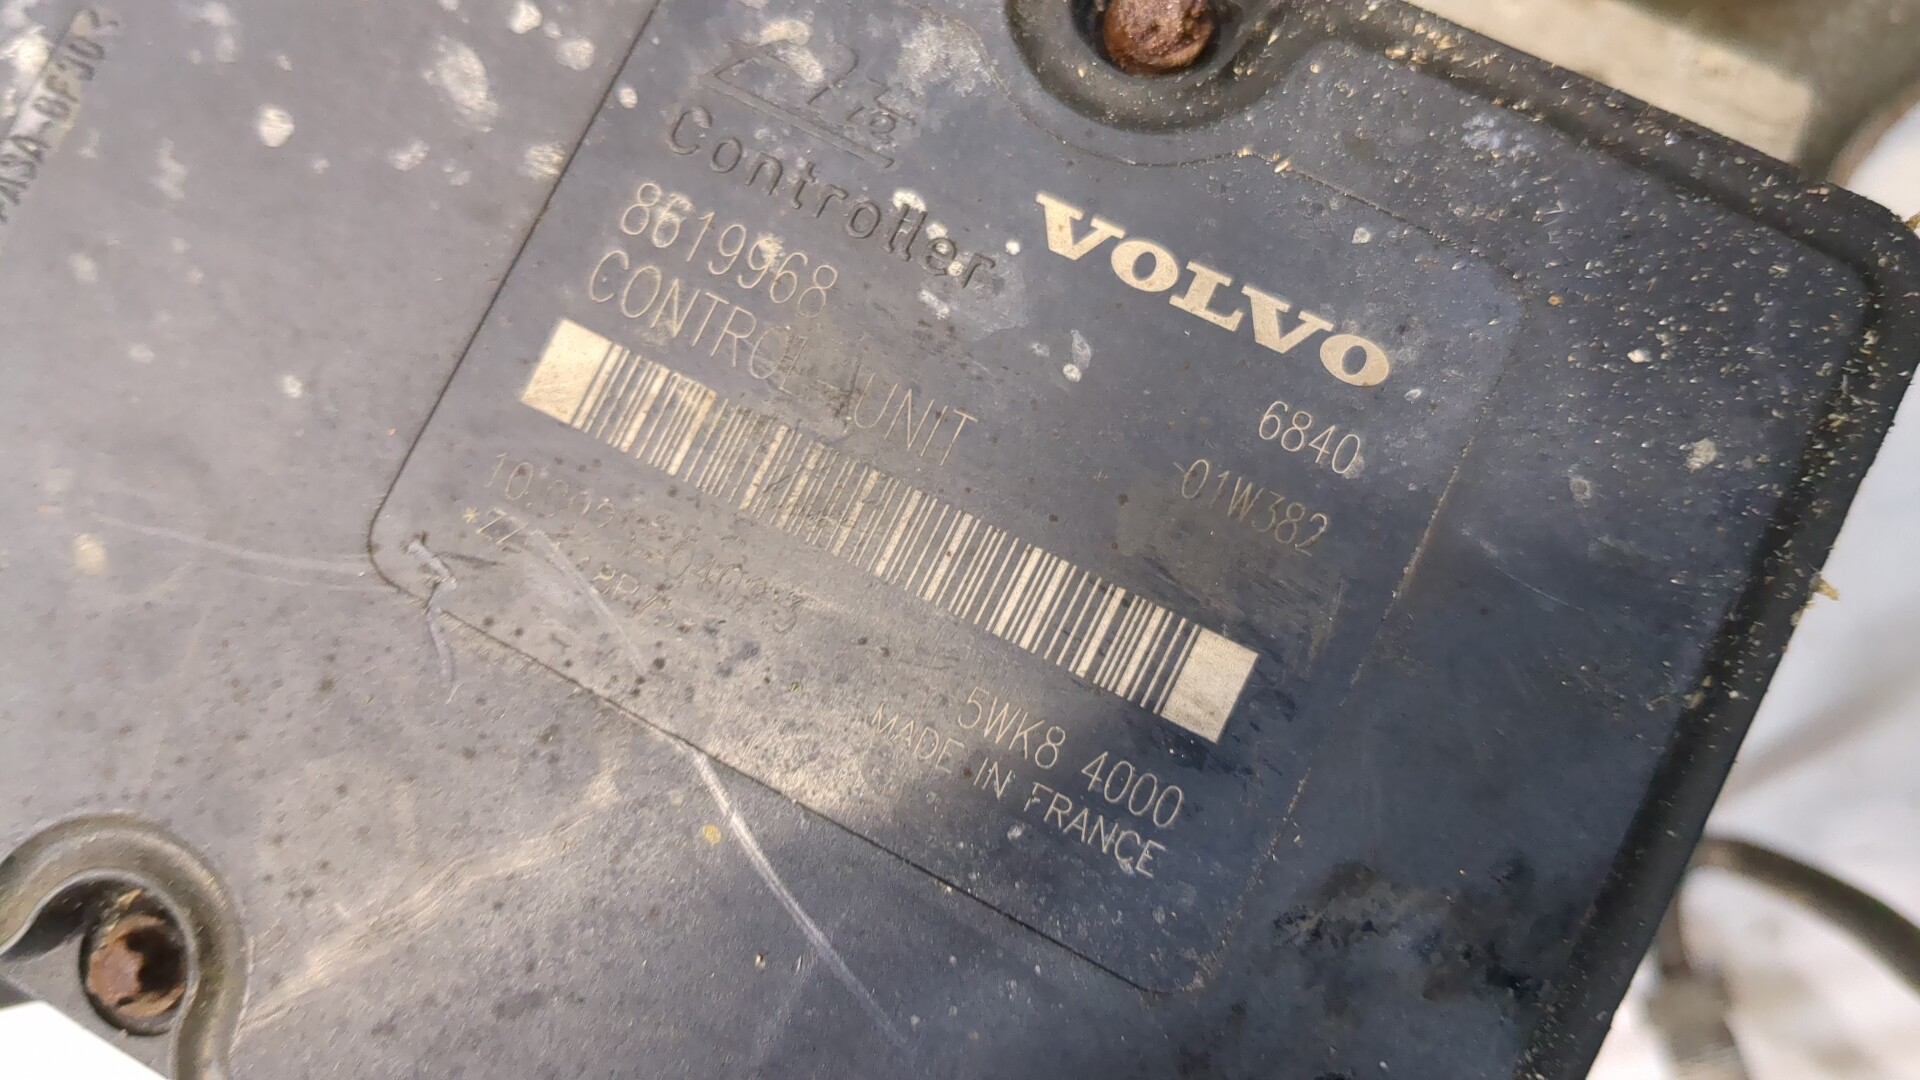 Controller
VOLVO
8619968
6840
CONTROL UNIT
01W382
5WK8 4000
MADE IN FRANCE